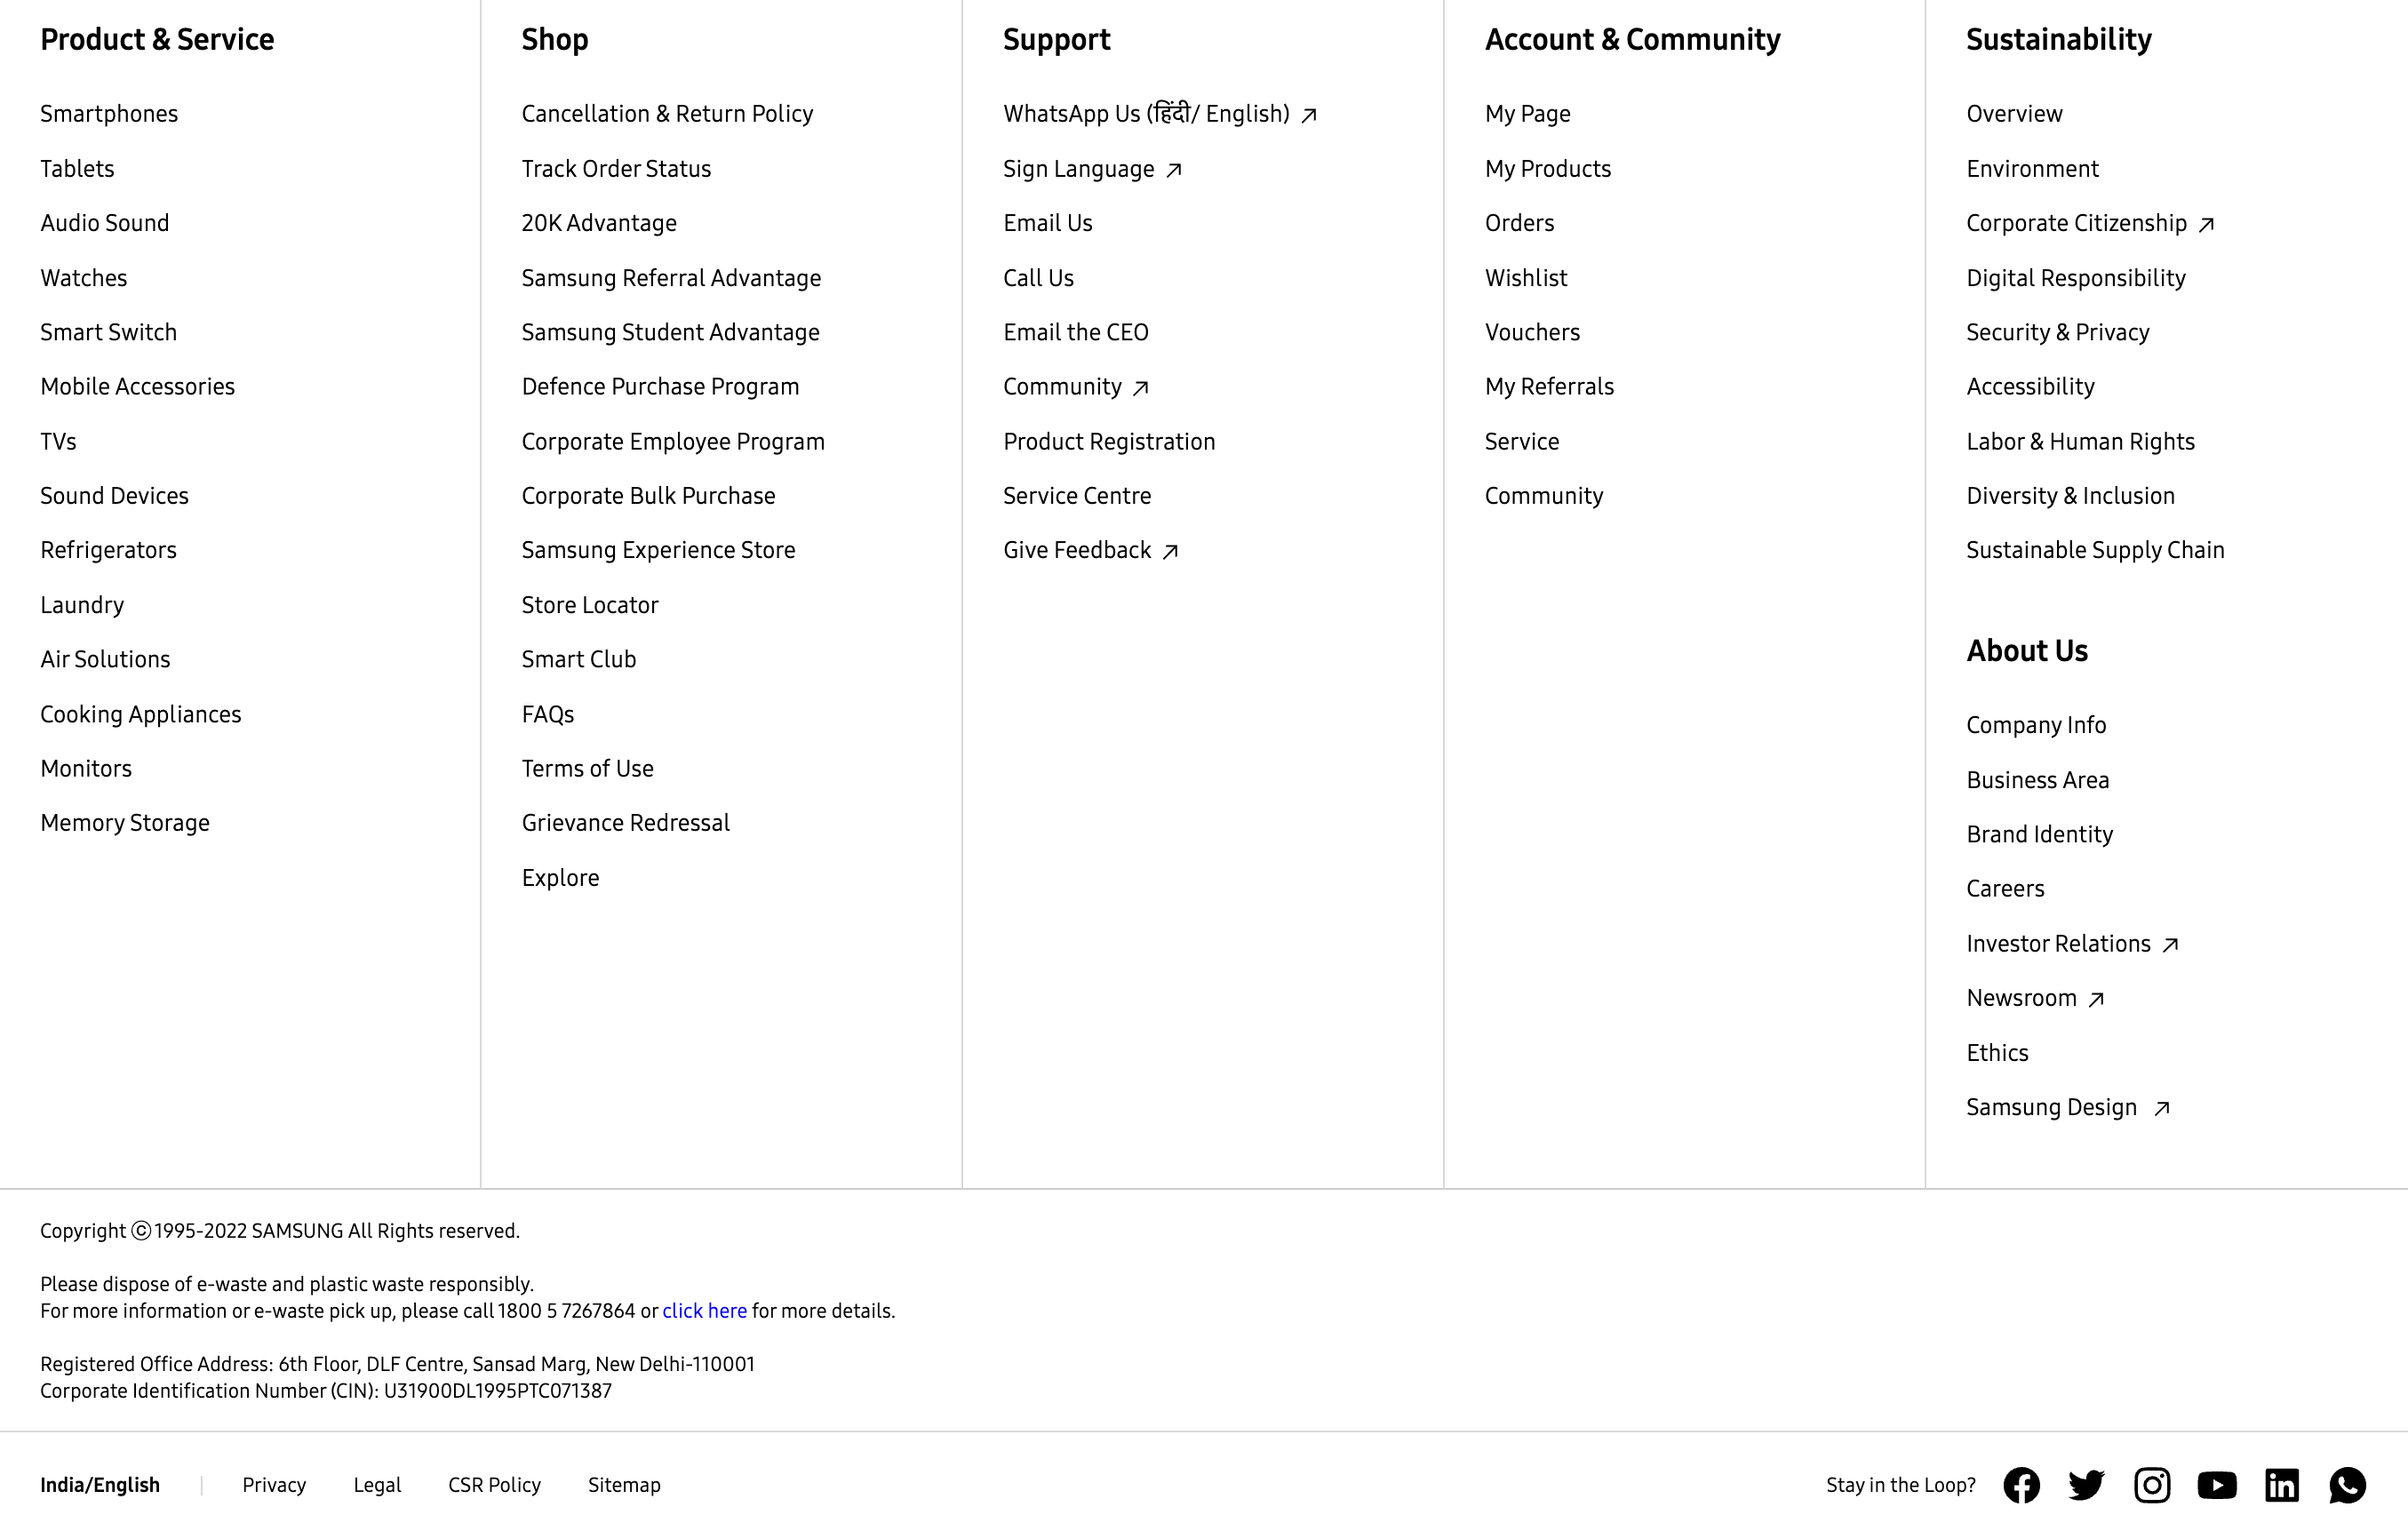 Product & Service
Smartphones
Tablets
Audio Sound
Watches
Smart Switch
Mobile Accessories
TVs
Sound Devices
Refrigerators
Laundry
Air Solutions
Cooking Appliances
Monitors
Memory Storage
Shop
Cancellation & Return Policy
Track Order Status
20K Advantage
Samsung Referral Advantage
Samsung Student Advantage
Defence Purchase Program
Corporate Employee Program
Corporate Bulk Purchase
Samsung Experience Store
Store Locator
Smart Club
FAQs
Terms of Use
Grievance Redressal
Explore
Support
WhatsApp Us (हिंदी/ English)
Sign Language
Email Us
Call Us
Email the CEO
Community
Product Registration
Service Centre
Give Feedback
Account & Community
My Page
My Products
Orders
Wishlist
Vouchers
My Referrals
Service
Community
Sustainability
Overview
Environment
Corporate Citizenship
Digital Responsibility
Security & Privacy
Accessibility
Labor & Human Rights
Diversity & Inclusion
Sustainable Supply Chain
About Us
Company Info
Business Area
Brand Identity
Careers
Investor Relations
Newsroom
Ethics
Samsung Design
Copyright ⓒ 1995-2022 SAMSUNG All Rights reserved.
Please dispose of e-waste and plastic waste responsibly.
For more information or e-waste pick up, please call 1800 5 7267864 or click here for more details.
Registered Office Address: 6th Floor, DLF Centre, Sansad Marg, New Delhi-110001
Corporate Identification Number (CIN): U31900DL1995PTC071387
India/English Privacy Legal CSR Policy Sitemap Stay in the Loop?